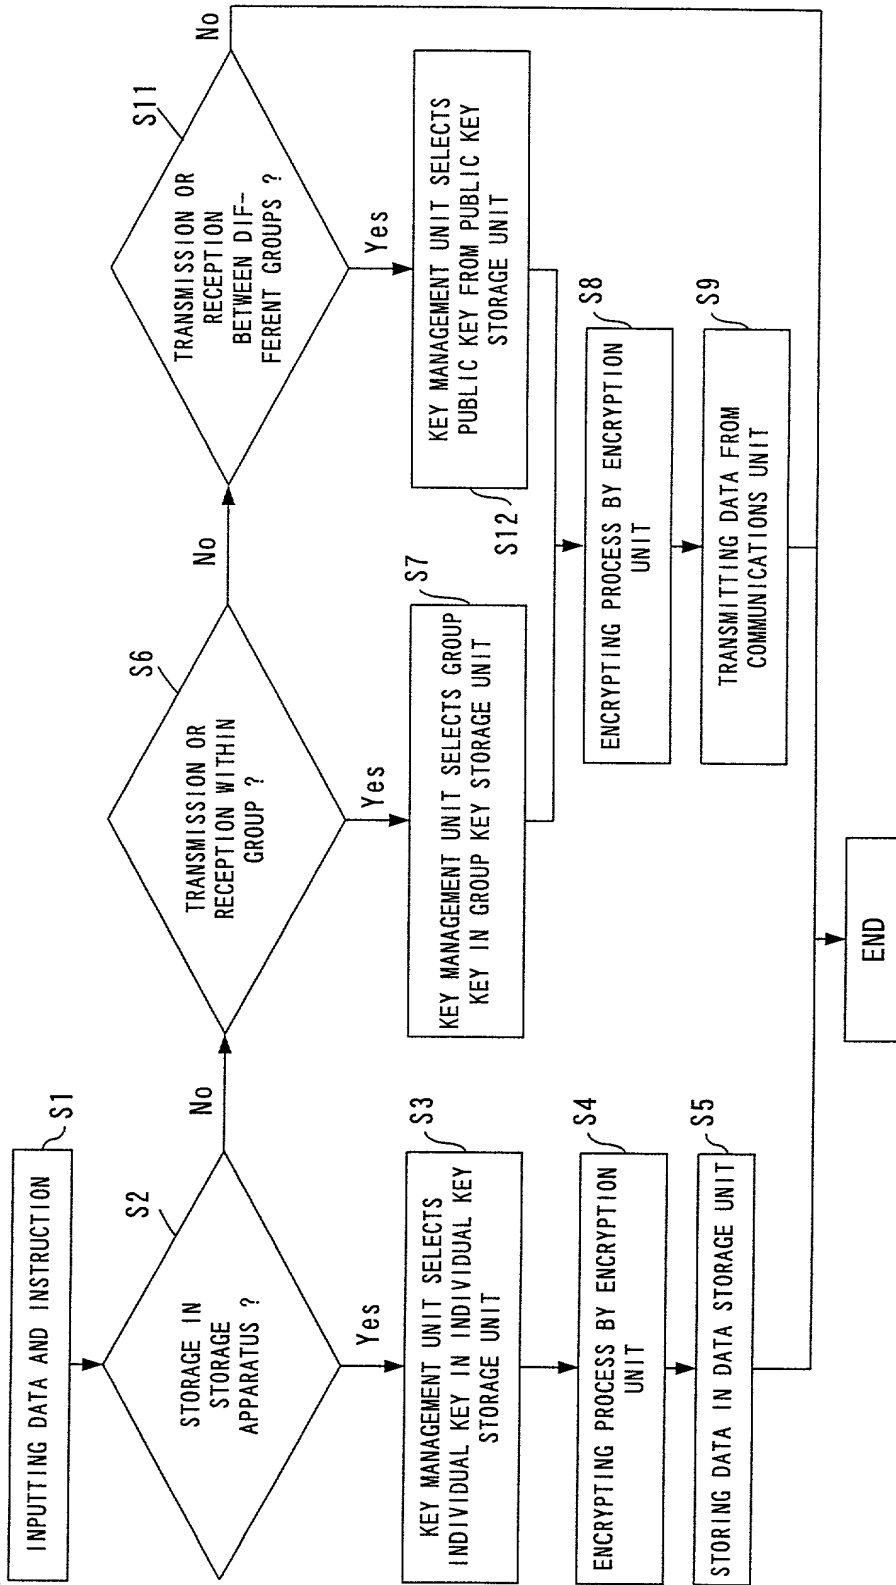 INPUTTING DATA AND INSTRUCTION
S1
STORAGE IN
STORAGE
APPARATUS ?
S2
No
Yes
KEY MANAGEMENT UNIT SELECTS
INDIVIDUAL KEY IN INDIVIDUAL KEY
STORAGE UNIT
S3
ENCRYPTING PROCESS BY ENCRYPTION
UNIT
S4
STORING DATA IN DATA STORAGE UNIT
S5
TRANSMISSION OR
RECEPTION WITHIN
GROUP ?
S6
No
Yes
KEY MANAGEMENT UNIT SELECTS GROUP
KEY IN GROUP KEY STORAGE UNIT
S7
TRANSMISSION OR
RECEPTION
BETWEEN DIF-
FERENT GROUPS ?
S11
No
Yes
KEY MANAGEMENT UNIT SELECTS
PUBLIC KEY FROM PUBLIC KEY
STORAGE UNIT
S12
ENCRYPTING PROCESS BY ENCRYPTION
UNIT
S8
TRANSMITTING DATA FROM
COMMUNICATIONS UNIT
S9
END